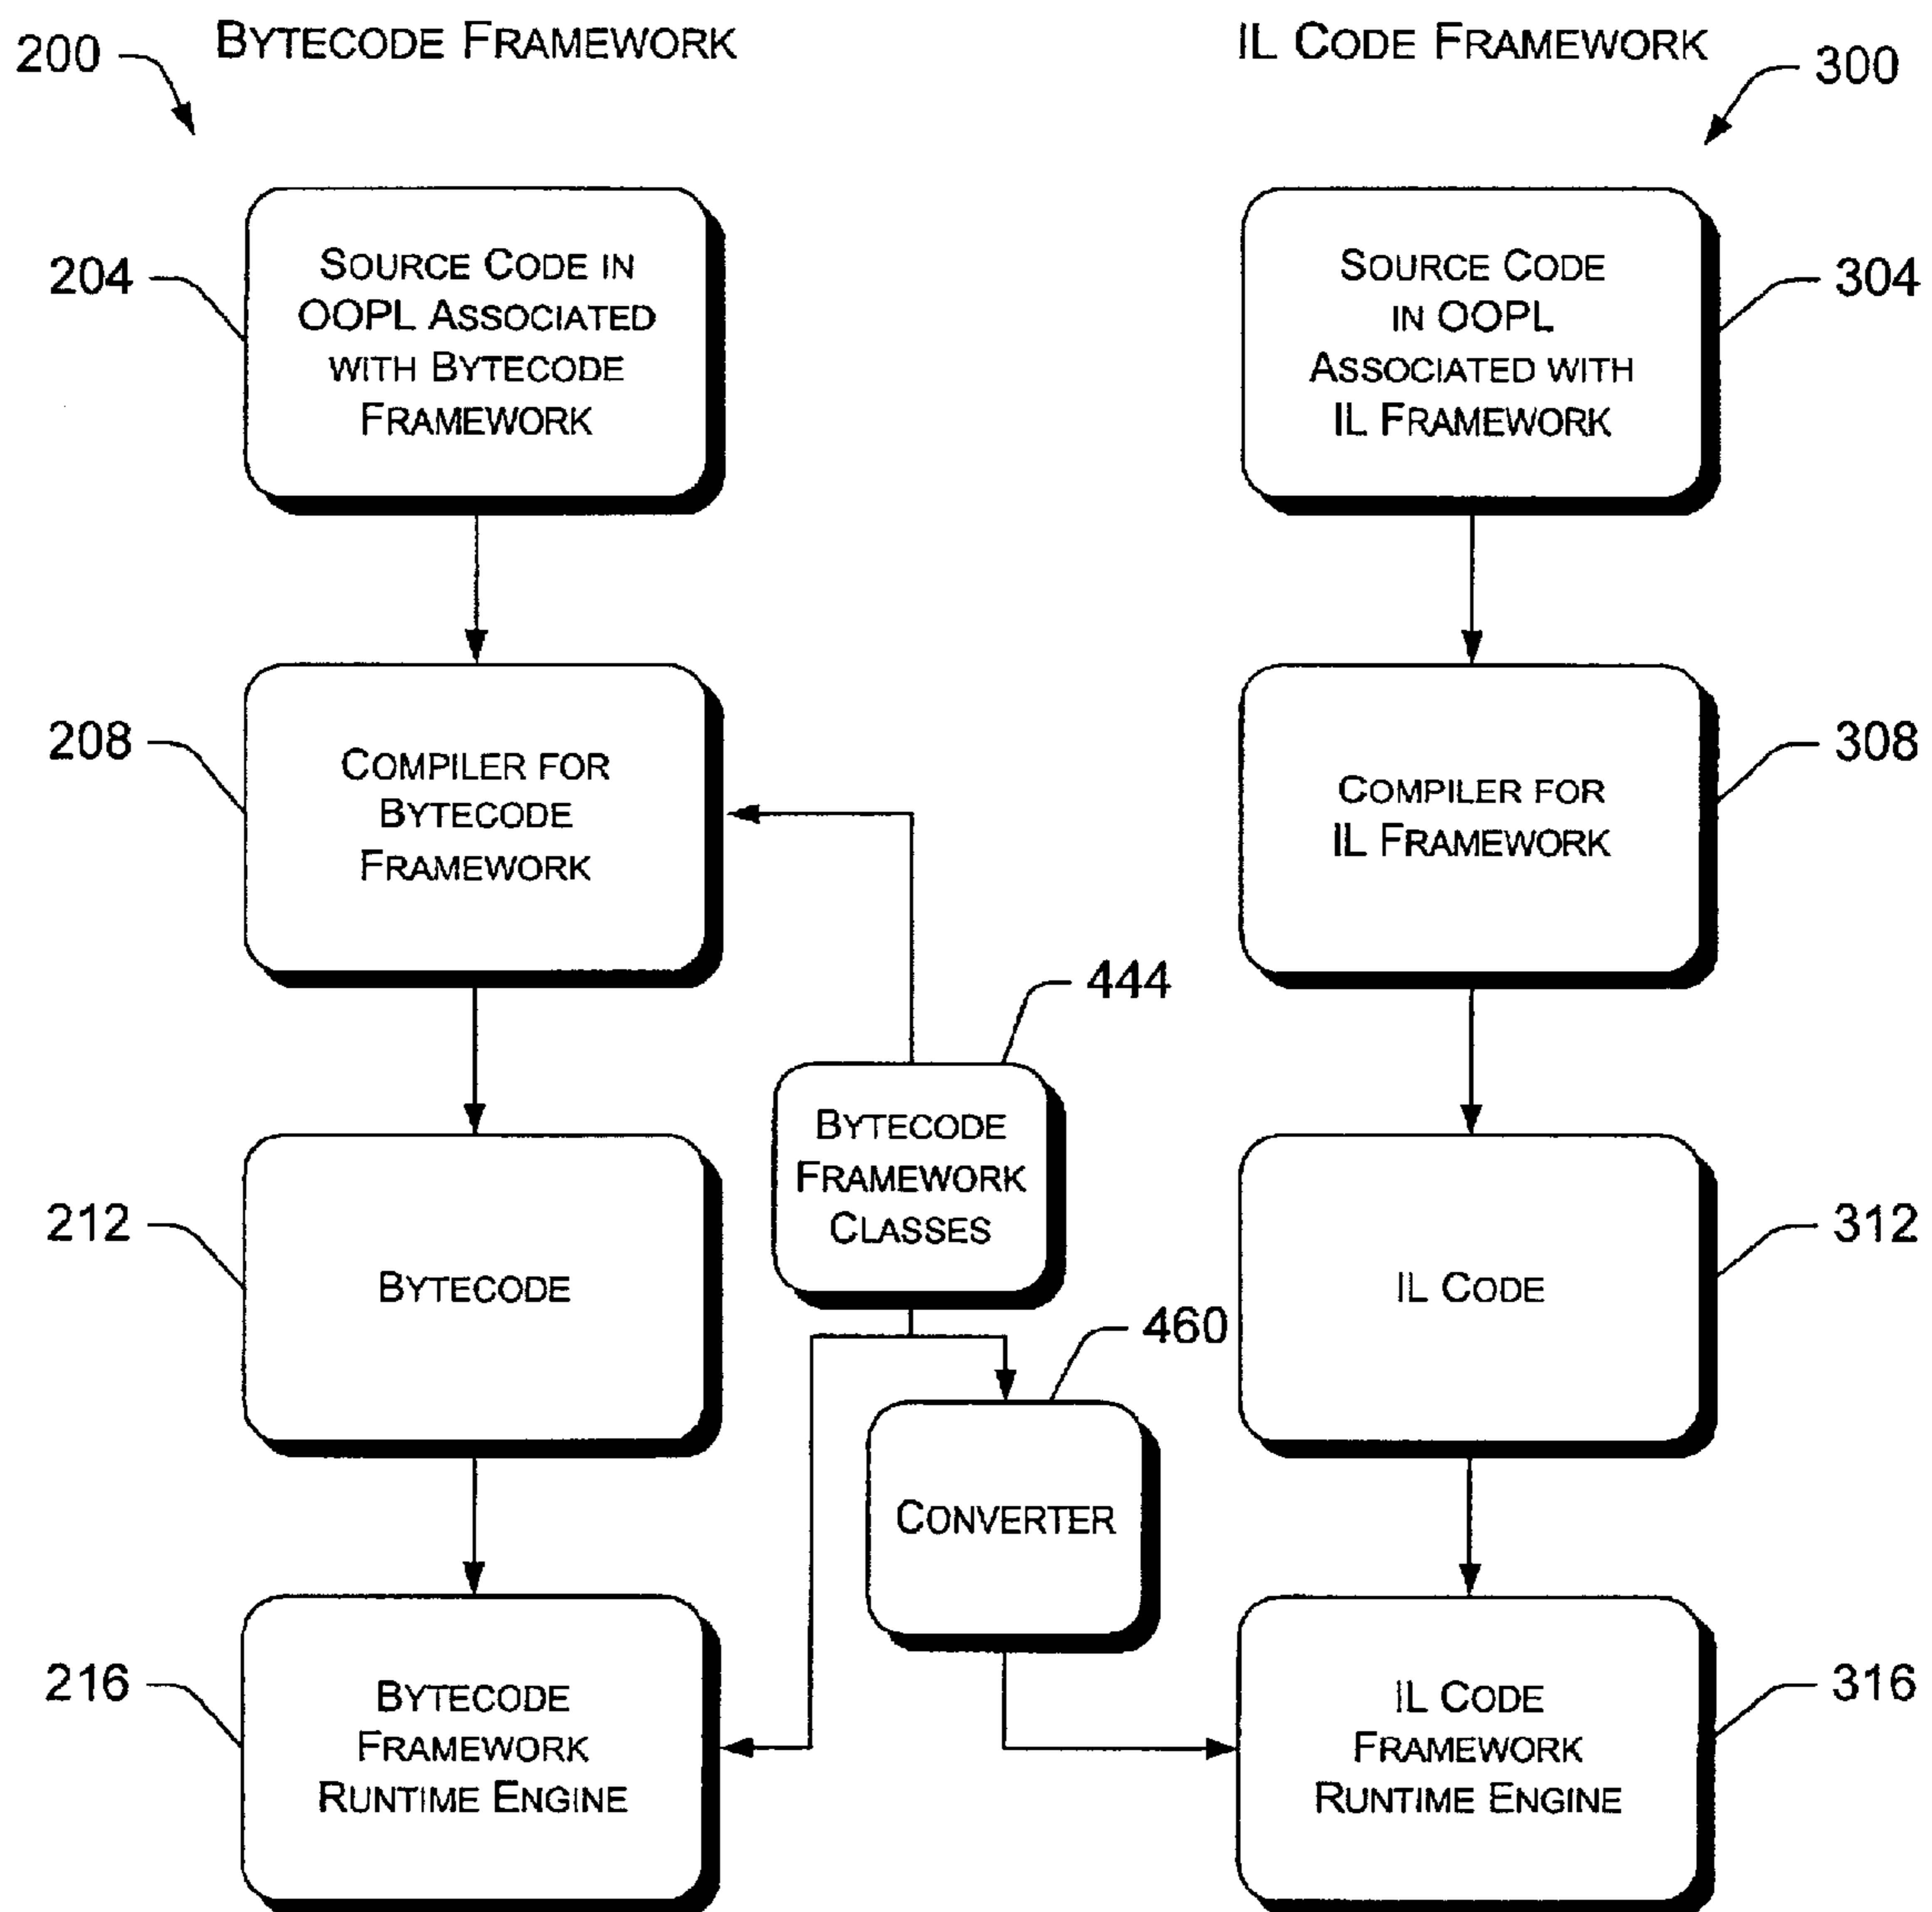 200
BYTECODE FRAMEWORK
IL CODE FRAMEWORK
300
204
SOURCE CODE IN
OOPL ASSOCIATED
WITH BYTECODE
FRAMEWORK
SOURCE CODE
IN OOPL
ASSOCIATED WITH
IL FRAMEWORK
304
208
COMPILER FOR
BYTECODE
FRAMEWORK
COMPILER FOR
IL FRAMEWORK
308
444
BYTECODE
FRAMEWORK
CLASSES
212
BYTECODE
IL CODE
312
460
CONVERTER
216
BYTECODE
FRAMEWORK
RUNTIME ENGINE
IL CODE
FRAMEWORK
RUNTIME ENGINE
316